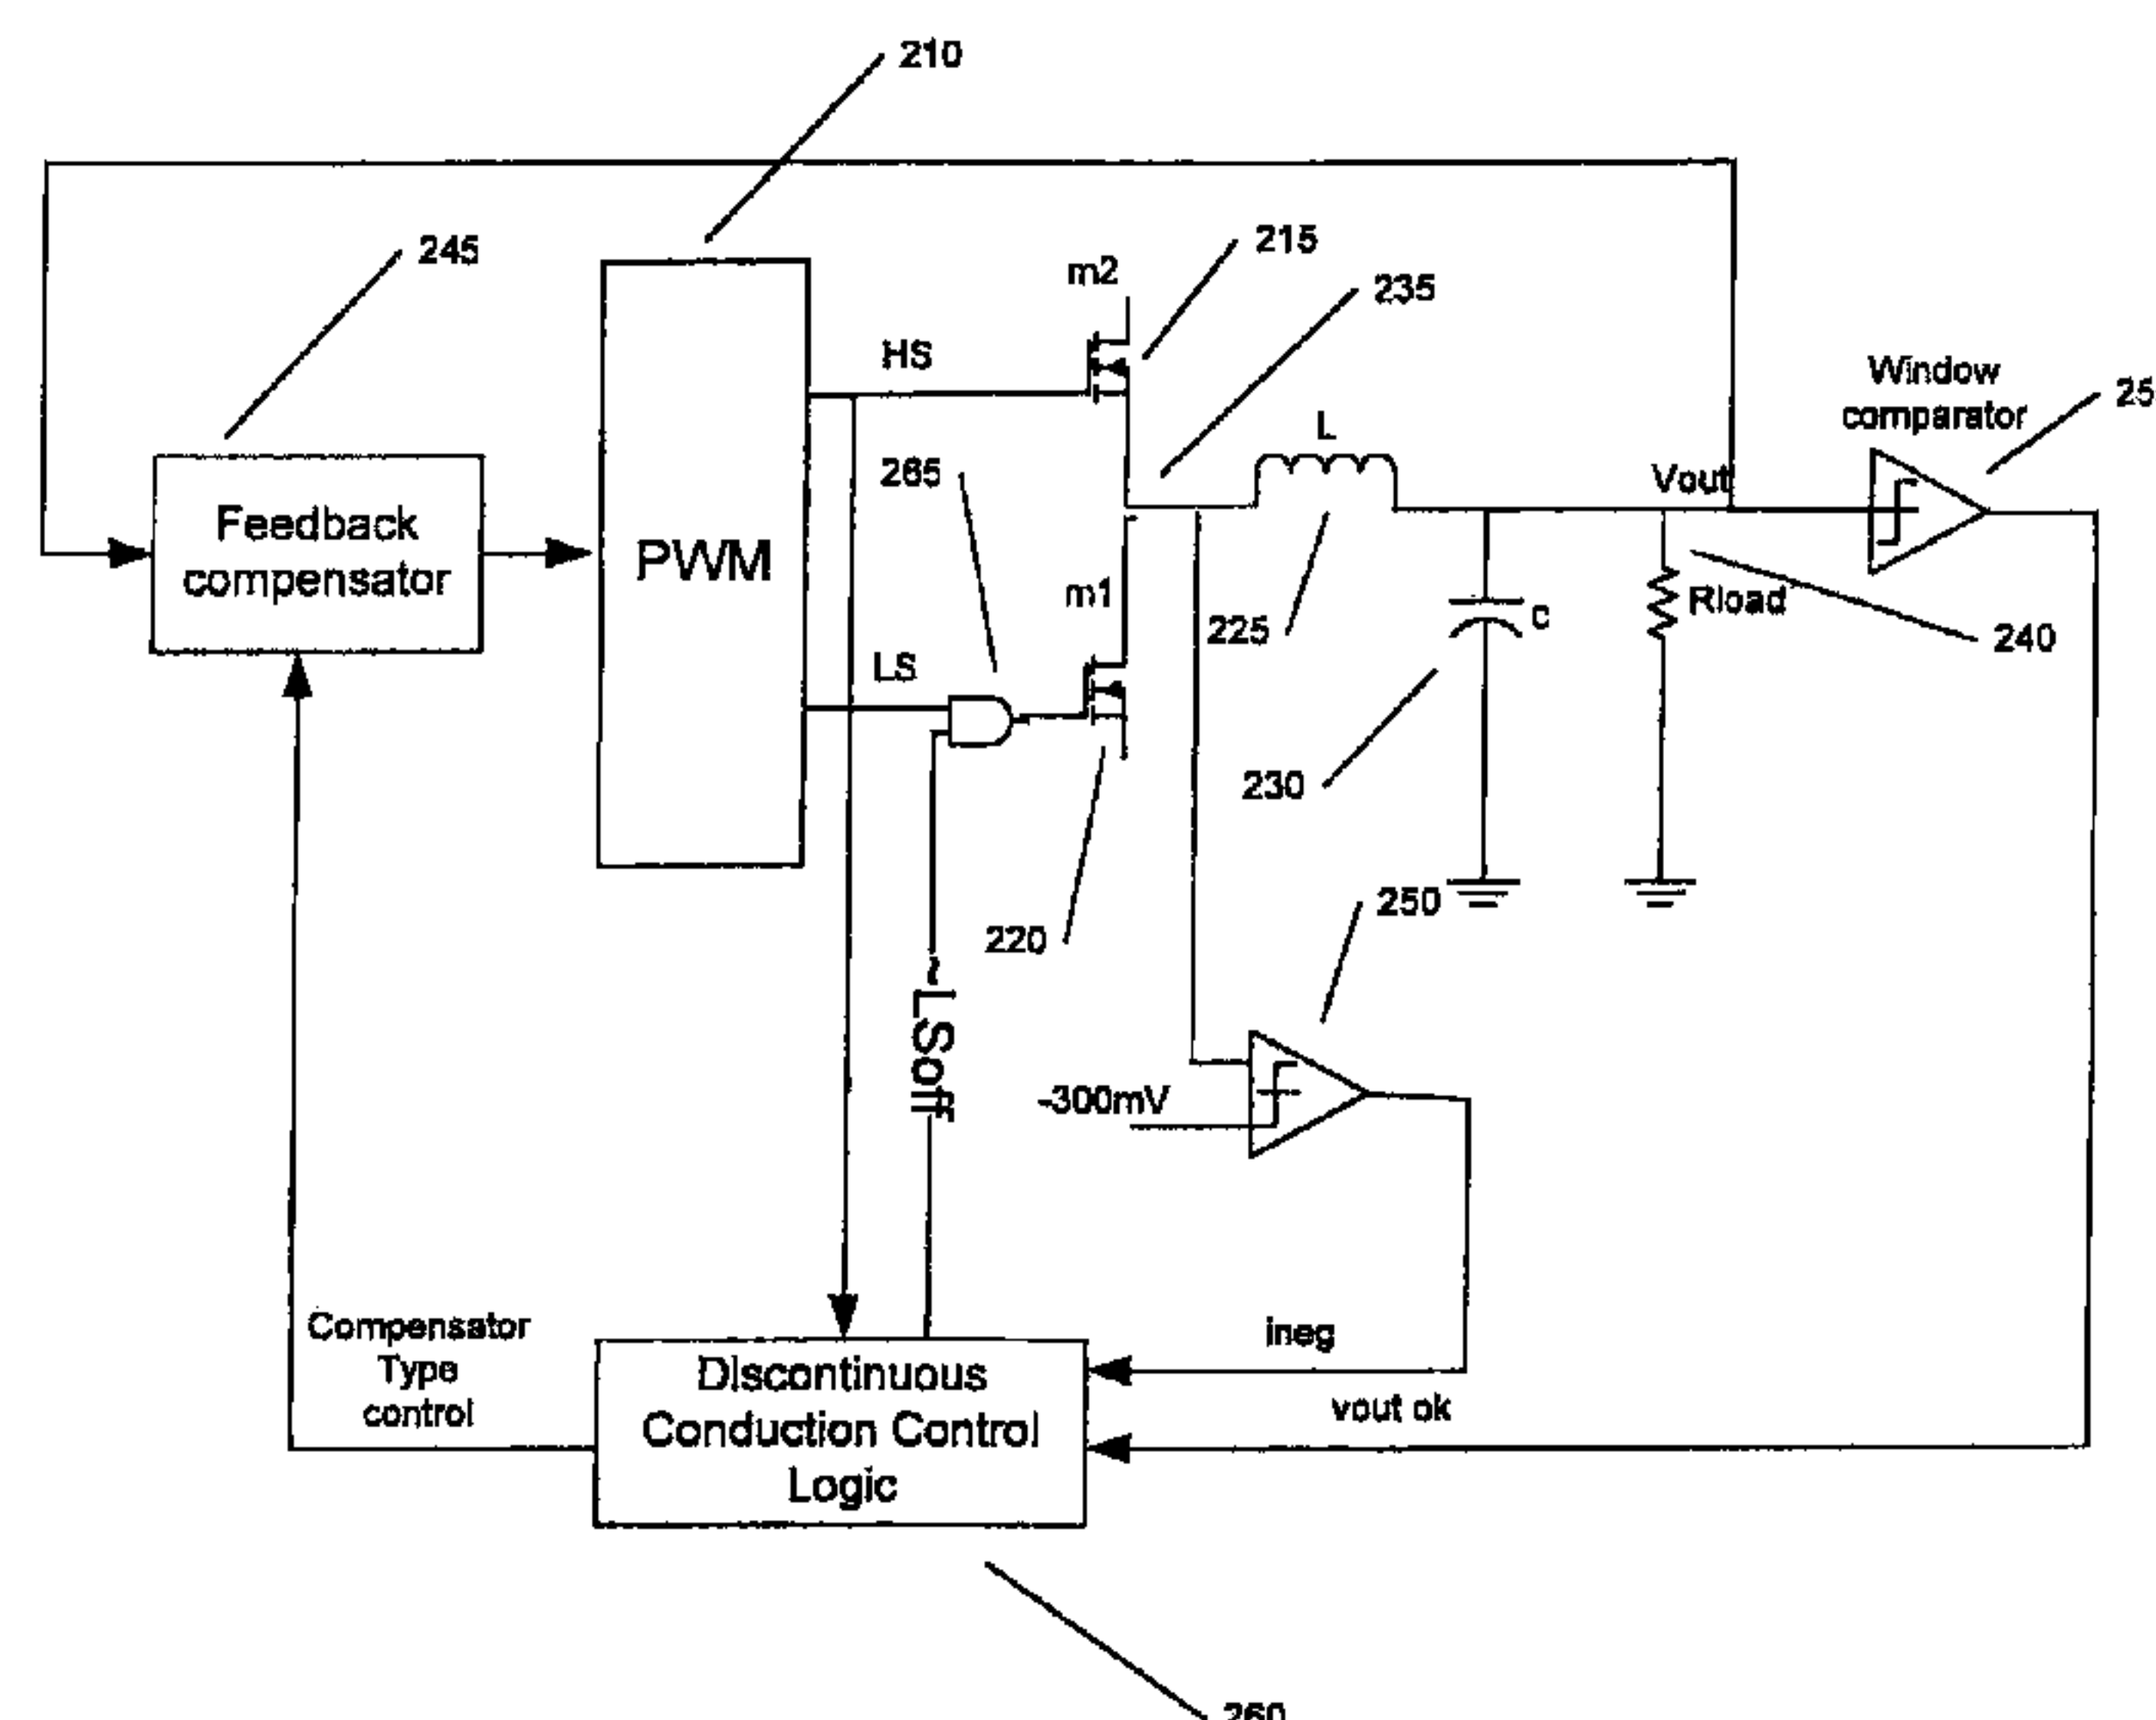 210
245
215
m2
235
HS
Window
comparator
25
L
265
Vout
Feedback
compensator
PWM
m1
Rload
C
225
240
LS
230
250
220
~LSoff
-300mV
Compensator
Type
control
ineg
Discontinuous
Conduction Control
Logic
vout ok
260